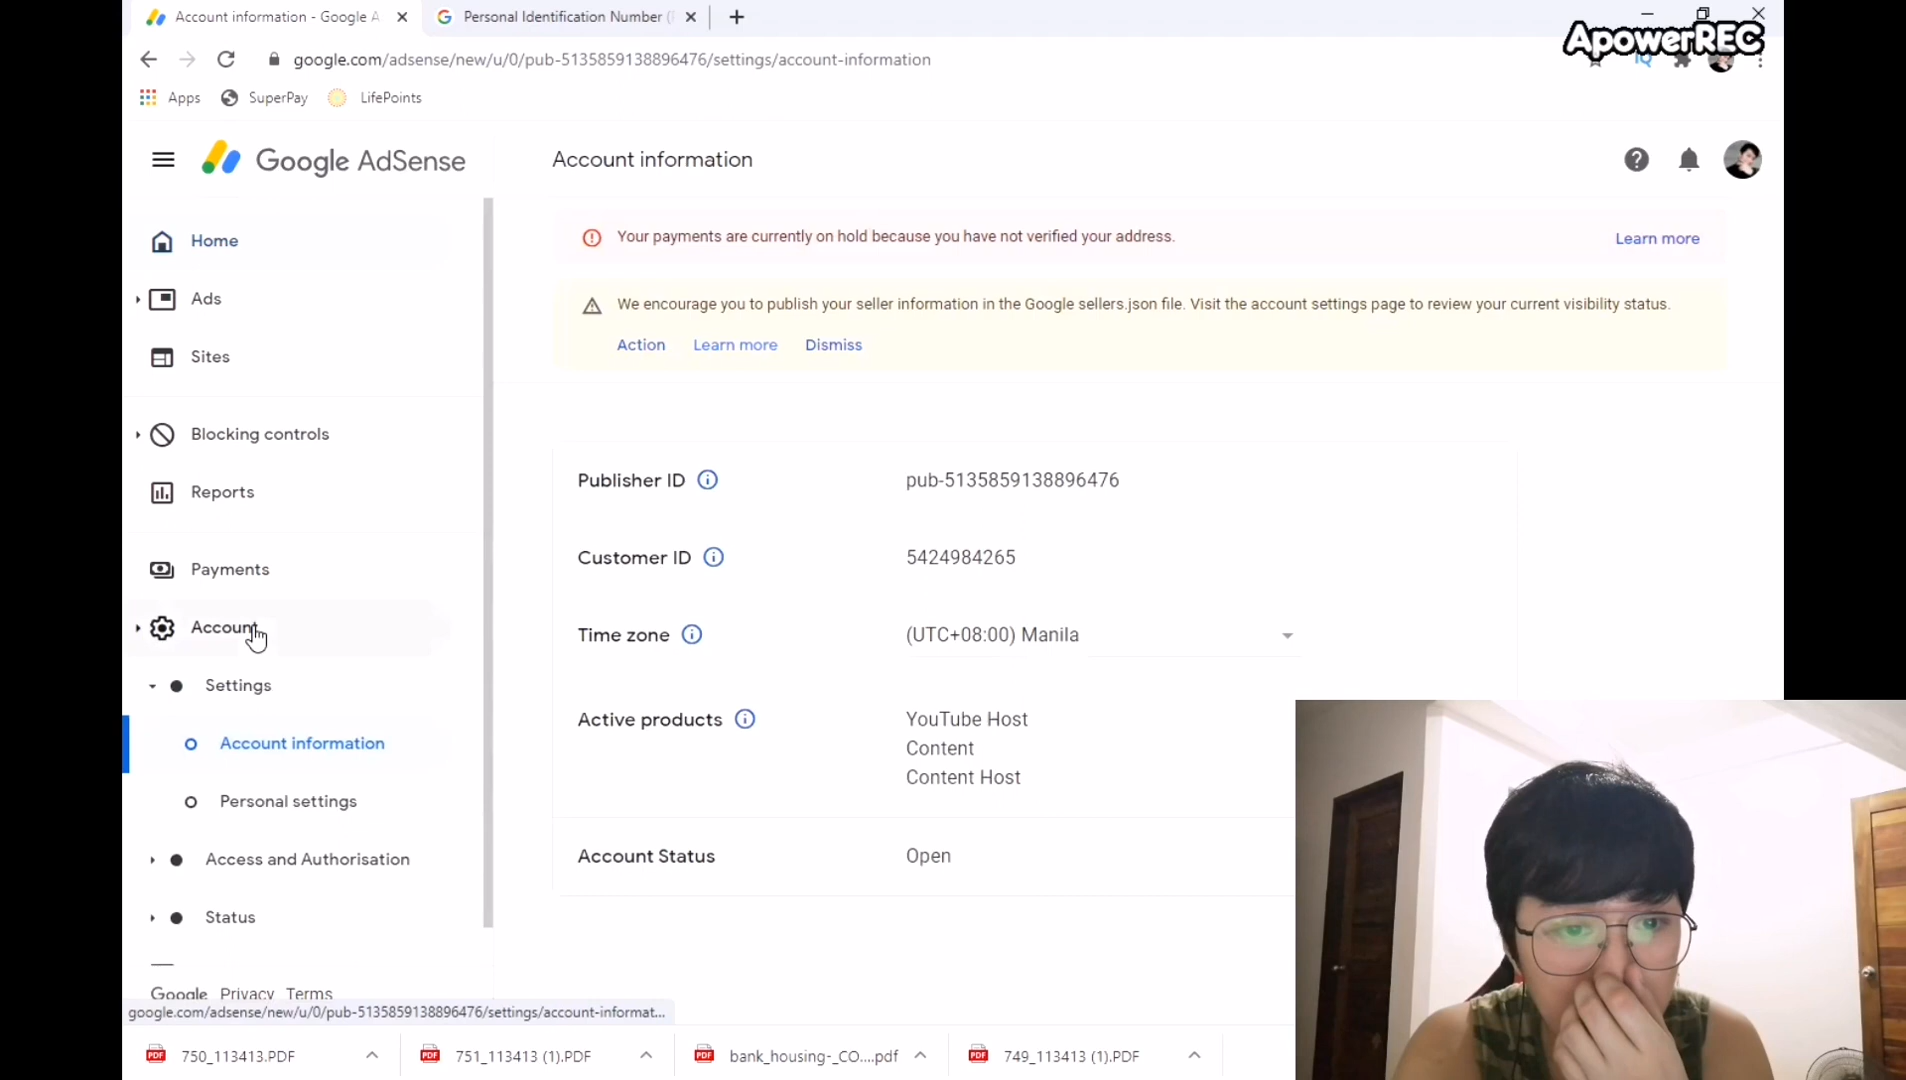 Account information - Google A
Personal Identification Number (
ApowerREC
google.com/adsense/new/u/0/pub-5135859138896476/settings/account-information
Apps
SuperPay
LifePoints
Google AdSense
Account information
Home
Ads
Sites
Blocking controls
Reports
Payments
Account
Settings
Account information
Personal settings
Access and Authorisation
Status
Google Privacy Terms
google.com/adsense/new/u/0/pub-5135859138896476/settings/account-informat...
Your payments are currently on hold because you have not verified your address.
Learn more
We encourage you to publish your seller information in the Google sellers.json file. Visit the account settings page to review your current visibility status.
Action Learn more Dismiss
Publisher ID
pub-5135859138896476
Customer ID
5424984265
Time zone
(UTC+08:00) Manila
Active products
YouTube Host
Content
Content Host
Account Status
Open
750_113413.PDF
751_113413 (1).PDF
bank_housing-_CO....pdf
749_113413 (1).PDF